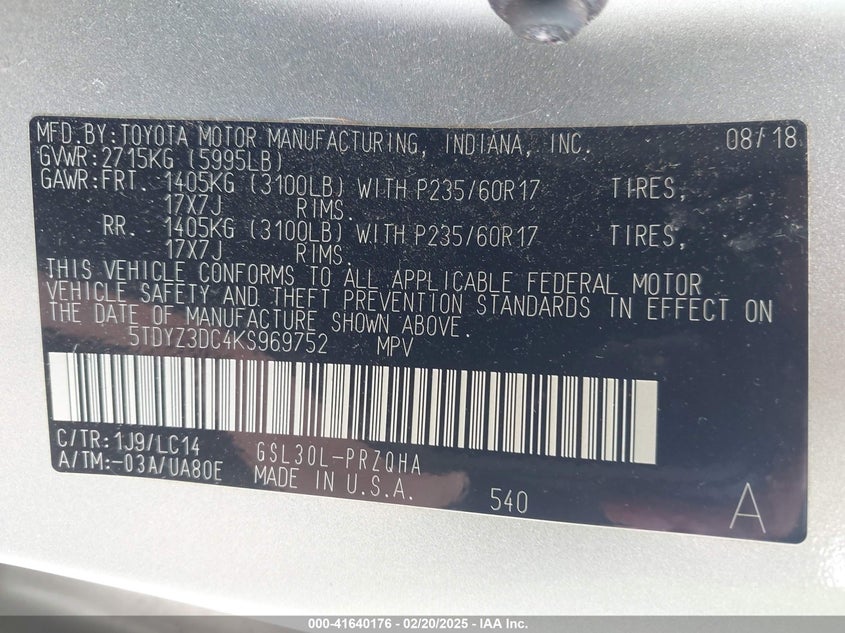 MFD BY:TOYOTA MOTOR MANUFACTURING, INDIANA, INC. 08/18
GVWR:2715KG (5995LB)
GAWR:FRT. 1405KG (3100LB) WITH P235/60R17 TIRES,
17X7J RIMS.
RR. 1405KG (3100LB) WITH P235/60R17 TIRES,
17X7J RIMS.
THIS VEHICLE CONFORMS TO ALL APPLICABLE FEDERAL MOTOR
VEHICLE SAFETY AND THEFT PREVENTION STANDARDS IN EFFECT ON
THE DATE OF MANUFACTURE SHOWN ABOVE.
5TDYZ3DC4KS969752 MPV
C/TR:1J9/LC14 GSL30L-PRZQHA
A/TM:-03A/UA80E MADE IN U.S.A. 540 A
000-41640176 - 02/20/2025 - IAA Inc.